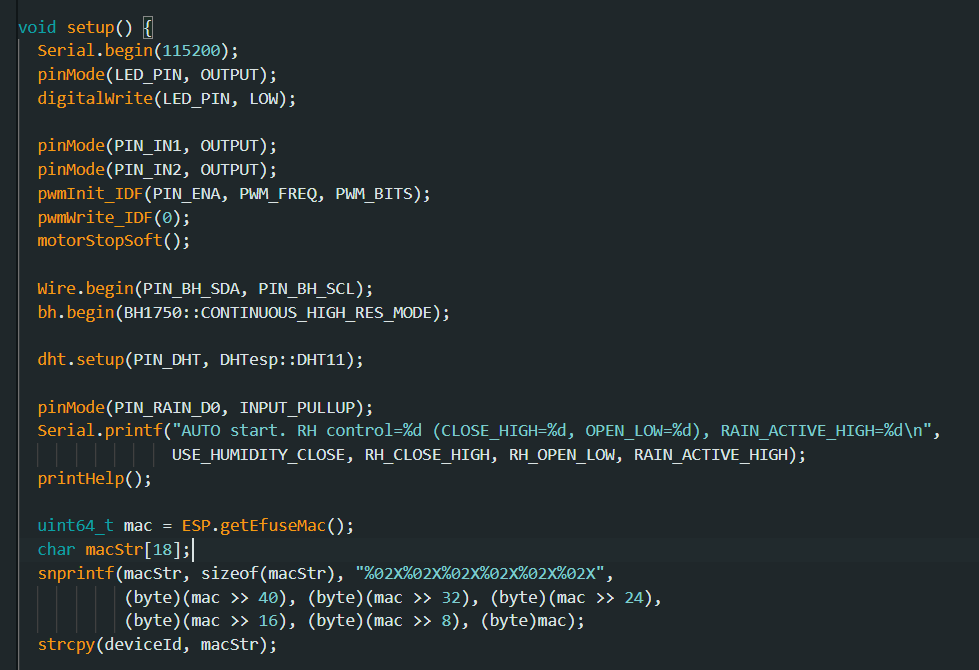 void setup() {
Serial.begin(115200);
pinMode(LED_PIN, OUTPUT);
digitalWrite(LED_PIN, LOW);
pinMode(PIN_IN1, OUTPUT);
pinMode(PIN_IN2, OUTPUT);
pwmInit_IDF(PIN_ENA, PWM_FREQ, PWM_BITS);
pwmWrite_IDF(0);
motorStopSoft();
Wire.begin(PIN_BH_SDA, PIN_BH_SCL);
bh.begin(BH1750::CONTINUOUS_HIGH_RES_MODE);
dht.setup(PIN_DHT, DHTesp::DHT11);
pinMode(PIN_RAIN_D0, INPUT_PULLUP);
Serial.printf("AUTO start. RH control=%d (CLOSE_HIGH=%d, OPEN_LOW=%d), RAIN_ACTIVE_HIGH=%d\n",
USE_HUMIDITY_CLOSE, RH_CLOSE_HIGH, RH_OPEN_LOW, RAIN_ACTIVE_HIGH);
printHelp();
uint64_t mac = ESP.getEfuseMac();
char macStr[18];
snprintf(macStr, sizeof(macStr), "%02X%02X%02X%02X%02X%02X",
(byte)(mac >> 40), (byte)(mac >> 32), (byte)(mac >> 24),
(byte)(mac >> 16), (byte)(mac >> 8), (byte)mac);
strcpy(deviceId, macStr);